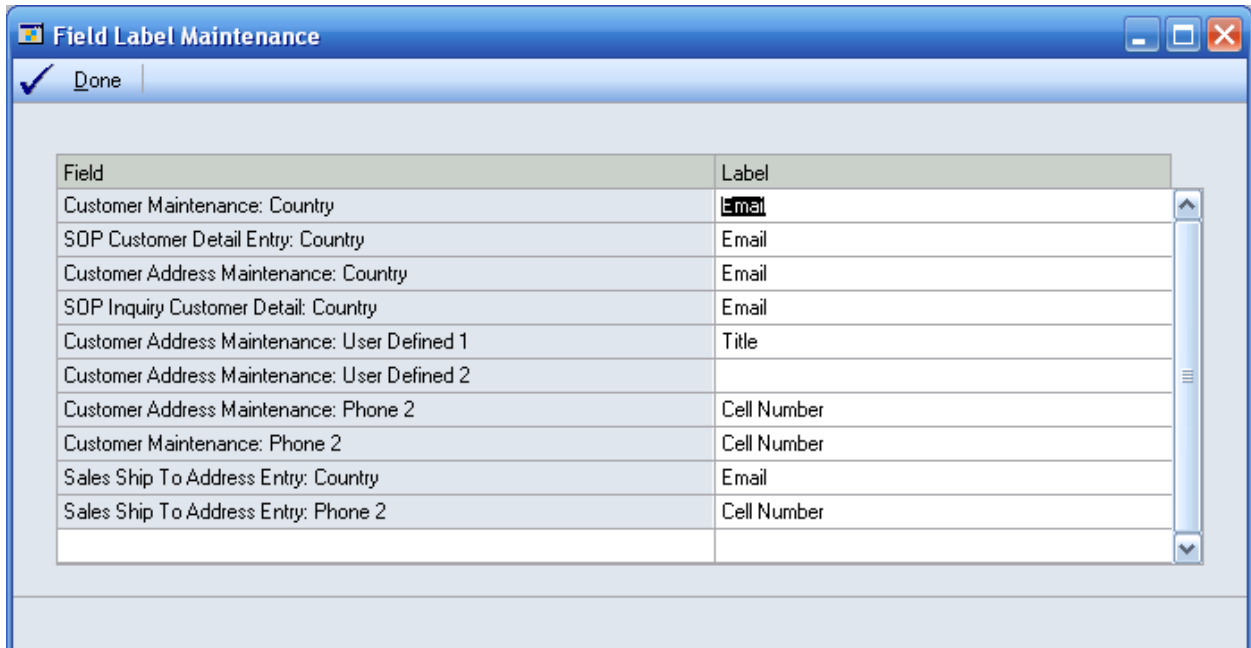 Field Label Maintenance
Done
Field Label
Customer Maintenance: Country Email
SOP Customer Detail Entry: Country Email
Customer Address Maintenance: Country Email
SOP Inquiry Customer Detail: Country Email
Customer Address Maintenance: User Defined 1 Title
Customer Address Maintenance: User Defined 2
Customer Address Maintenance: Phone 2 Cell Number
Customer Maintenance: Phone 2 Cell Number
Sales Ship To Address Entry: Country Email
Sales Ship To Address Entry: Phone 2 Cell Number